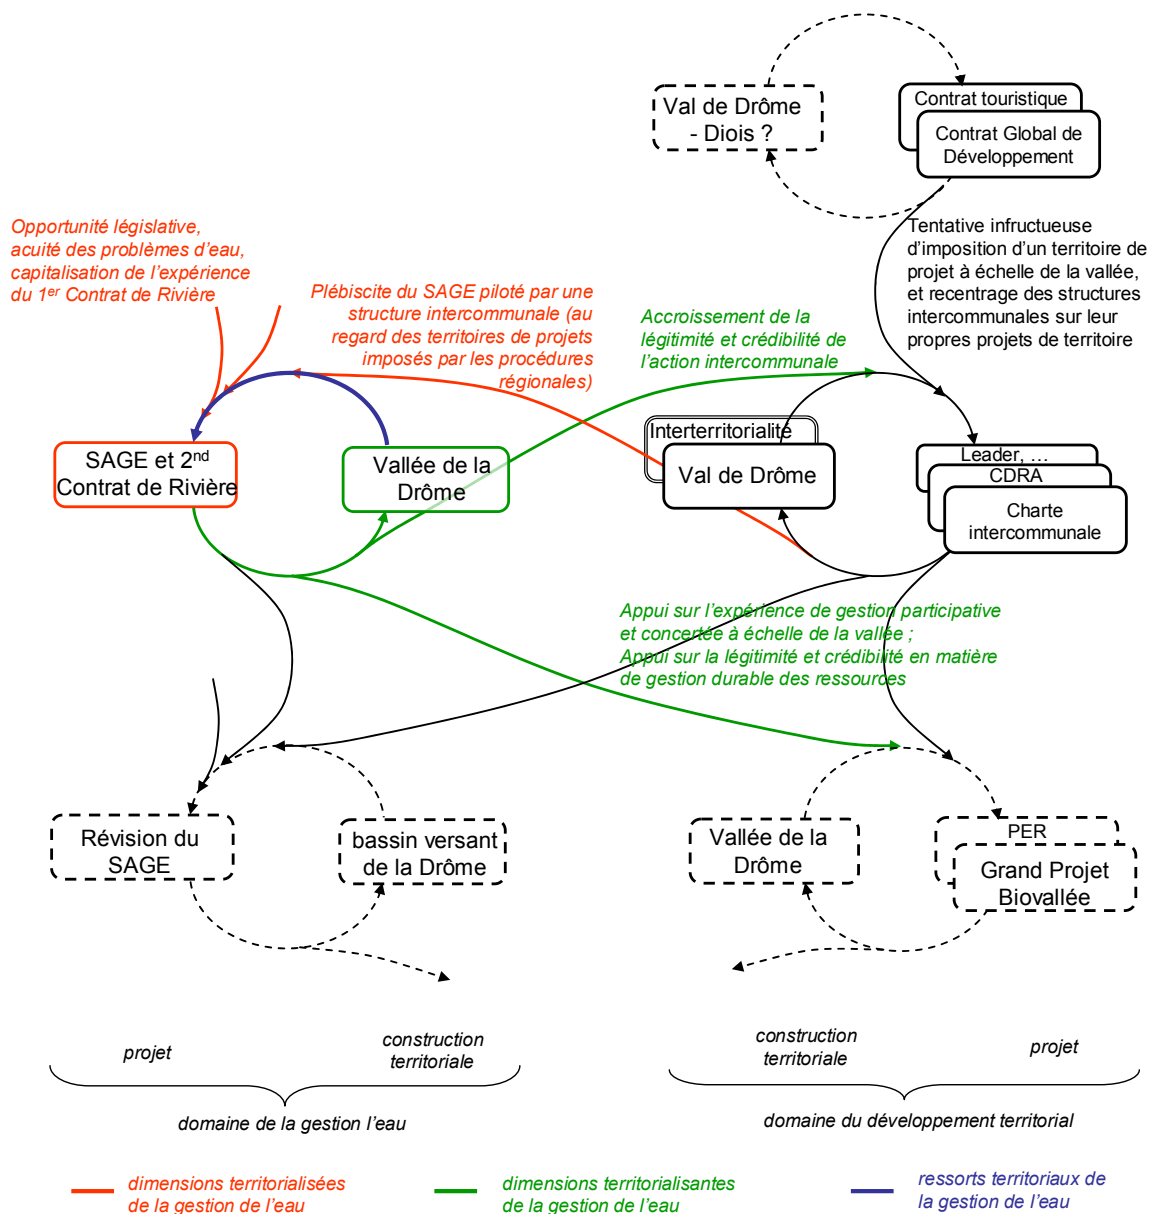 Val de Drôme
- Diois ?
Contrat touristique
Contrat Global de
Développement
Opportunité législative,
acuité des problèmes d'eau,
capitalisation de l'expérience
du 1er Contrat de Rivière
Plébiscite du SAGE piloté par une
structure intercommunale (au
regard des territoires de projets
imposés par les procédures
régionales)
Accroissement de la
légitimité et crédibilité de
l'action intercommunale
Tentative infructueuse
d'imposition d'un territoire de
projet à échelle de la vallée,
et recentrage des structures
intercommunales sur leur
propres projets de territoire
SAGE et 2nd
Contrat de Rivière
Vallée de la
Drôme
Interterritorialité
Val de Drôme
Leader, …
CDRA
Charte
intercommunale
Appui sur l'expérience de gestion participative
et concertée à échelle de la vallée ;
Appui sur la légitimité et crédibilité en matière
de gestion durable des ressources
Révision du
SAGE
bassin versant
de la Drôme
Vallée de la
Drôme
PER
Grand Projet
Biovallée
projet
construction
territoriale
construction
territoriale
projet
domaine de la gestion l'eau
domaine du développement territorial
dimensions territorialisées
de la gestion de l'eau
dimensions territorialisantes
de la gestion de l'eau
ressorts territoriaux de
la gestion de l'eau